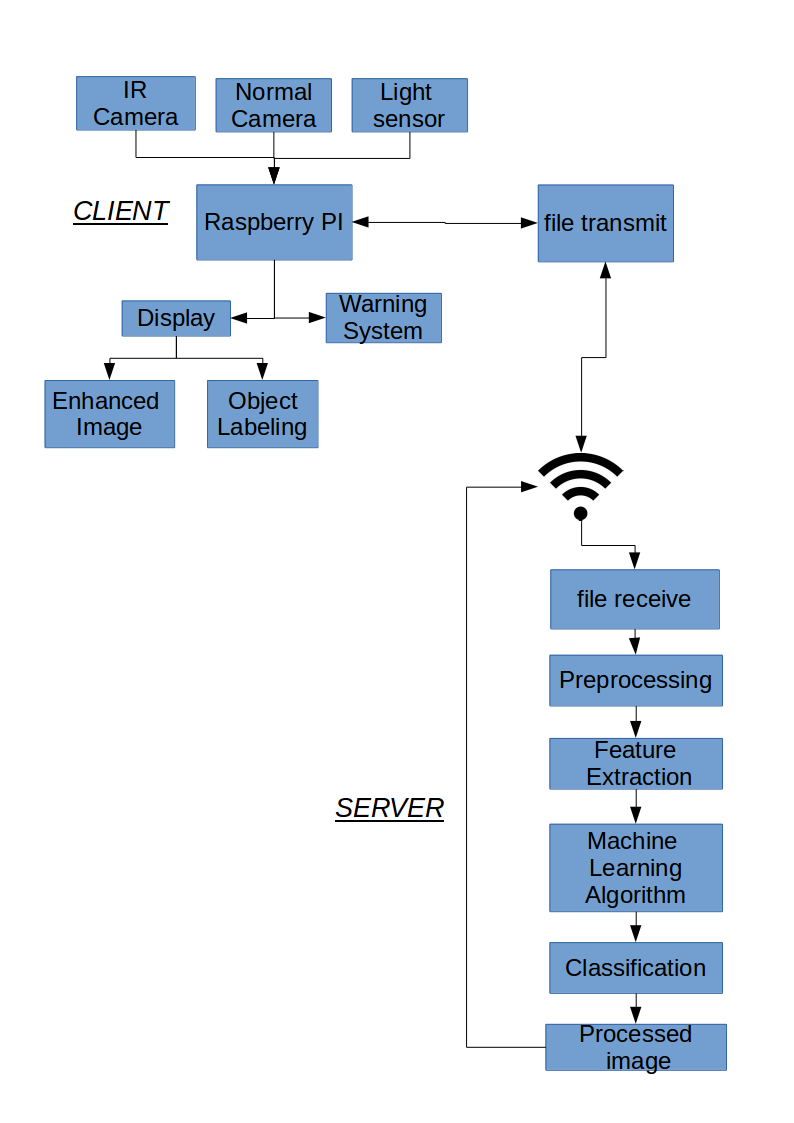 IR
Camera
Normal
Camera
Light
sensor
CLIENT
Raspberry PI
file transmit
Display
Warning
System
Enhanced
Image
Object
Labeling
file receive
Preprocessing
Feature
Extraction
SERVER
Machine
Learning
Algorithm
Classification
Processed
image